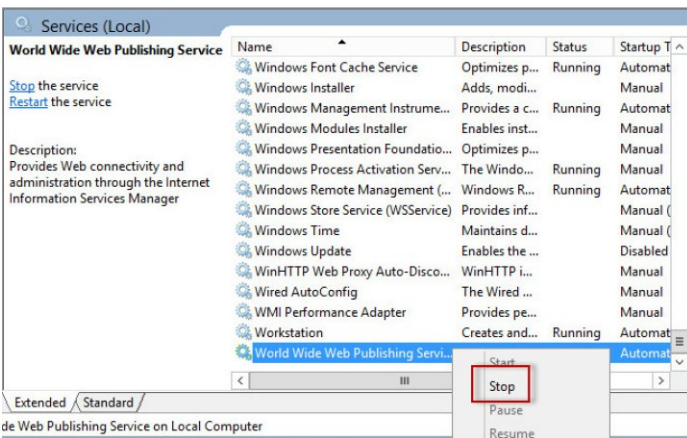 Services (Local)
World Wide Web Publishing Service
Stop the service
Restart the service
Description:
Provides Web connectivity and
administration through the Internet
Information Services Manager
Name Description Status Startup T
Windows Font Cache Service Optimizes p... Running Automat
Windows Installer Adds, modi... Manual
Windows Management Instrume... Provides a c... Running Automat
Windows Modules Installer Enables inst... Manual
Windows Presentation Foundatio... Optimizes p... Manual
Windows Process Activation Serv... The Windo... Running Manual
Windows Remote Management (... Windows R... Running Automat
Windows Store Service (WSService) Provides inf... Manual (
Windows Time Maintains d... Manual (
Windows Update Enables the ... Disabled
WinHTTP Web Proxy Auto-Disco... WinHTTP i... Manual
Wired AutoConfig The Wired ... Manual
WMI Performance Adapter Provides pe... Manual
Workstation Creates and... Running Automat
World Wide Web Publishing Servi... Automat
Start
Stop
Pause
Resume
Extended Standard
de Web Publishing Service on Local Computer